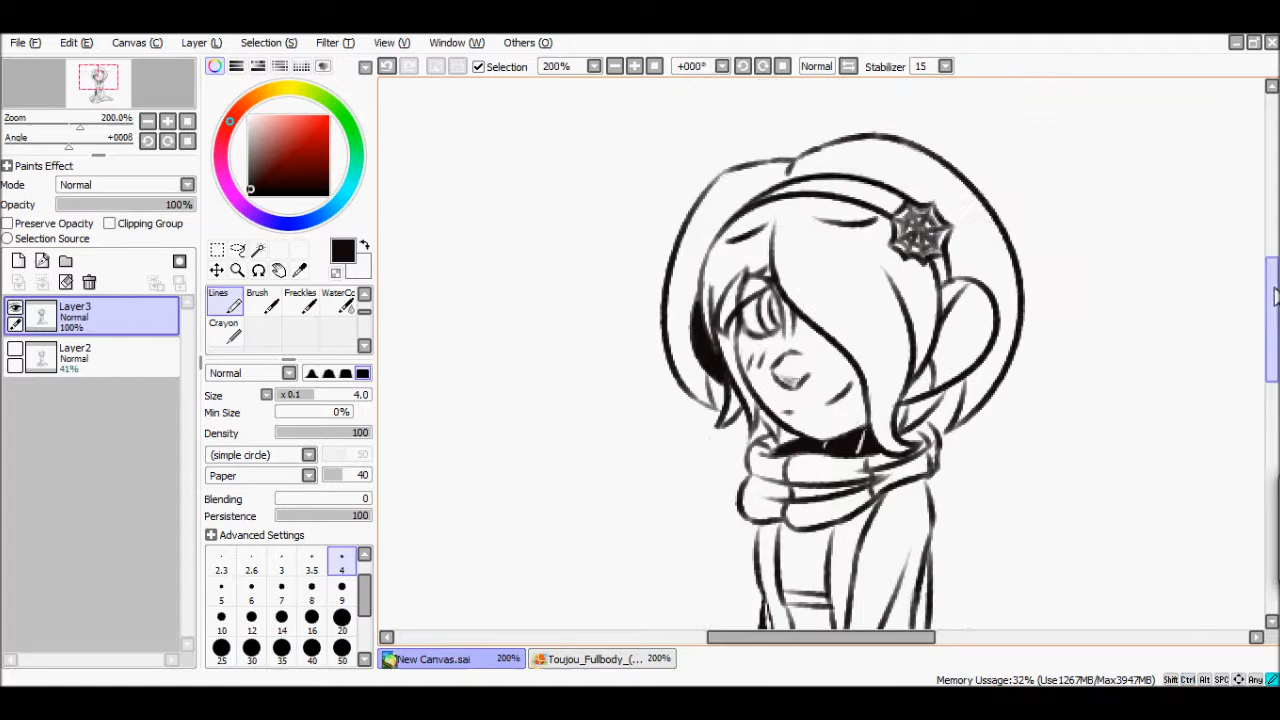 File (F) Edit (E) Canvas (C) Layer (L) Selection (S) Filter (T) View (V) Window (W) Others (O)
Selection 200% +000° Normal Stabilizer 15
Zoom 200.0%
Angle +000ß
Paints Effect
Mode Normal
Opacity 100%
Preserve Opacity Clipping Group
Selection Source
Layer3
Normal
100%
Layer2
Normal
41%
Lines Brush Freckles WaterCc
Crayon
Normal
Size x 0.1 4.0
Min Size 0%
Density 100
(simple circle) 50
Paper 40
Blending 0
Persistence 100
Advanced Settings
2.3 2.6 3 3.5 4
5 6 7 8 9
10 12 14 16 20
25 30 35 40 50
New Canvas.sai 200% Toujou_Fullbody_(... 200%
Memory Ussage:32% (Use1267MB/Max3947MB) Shift Ctrl Alt SPC Any